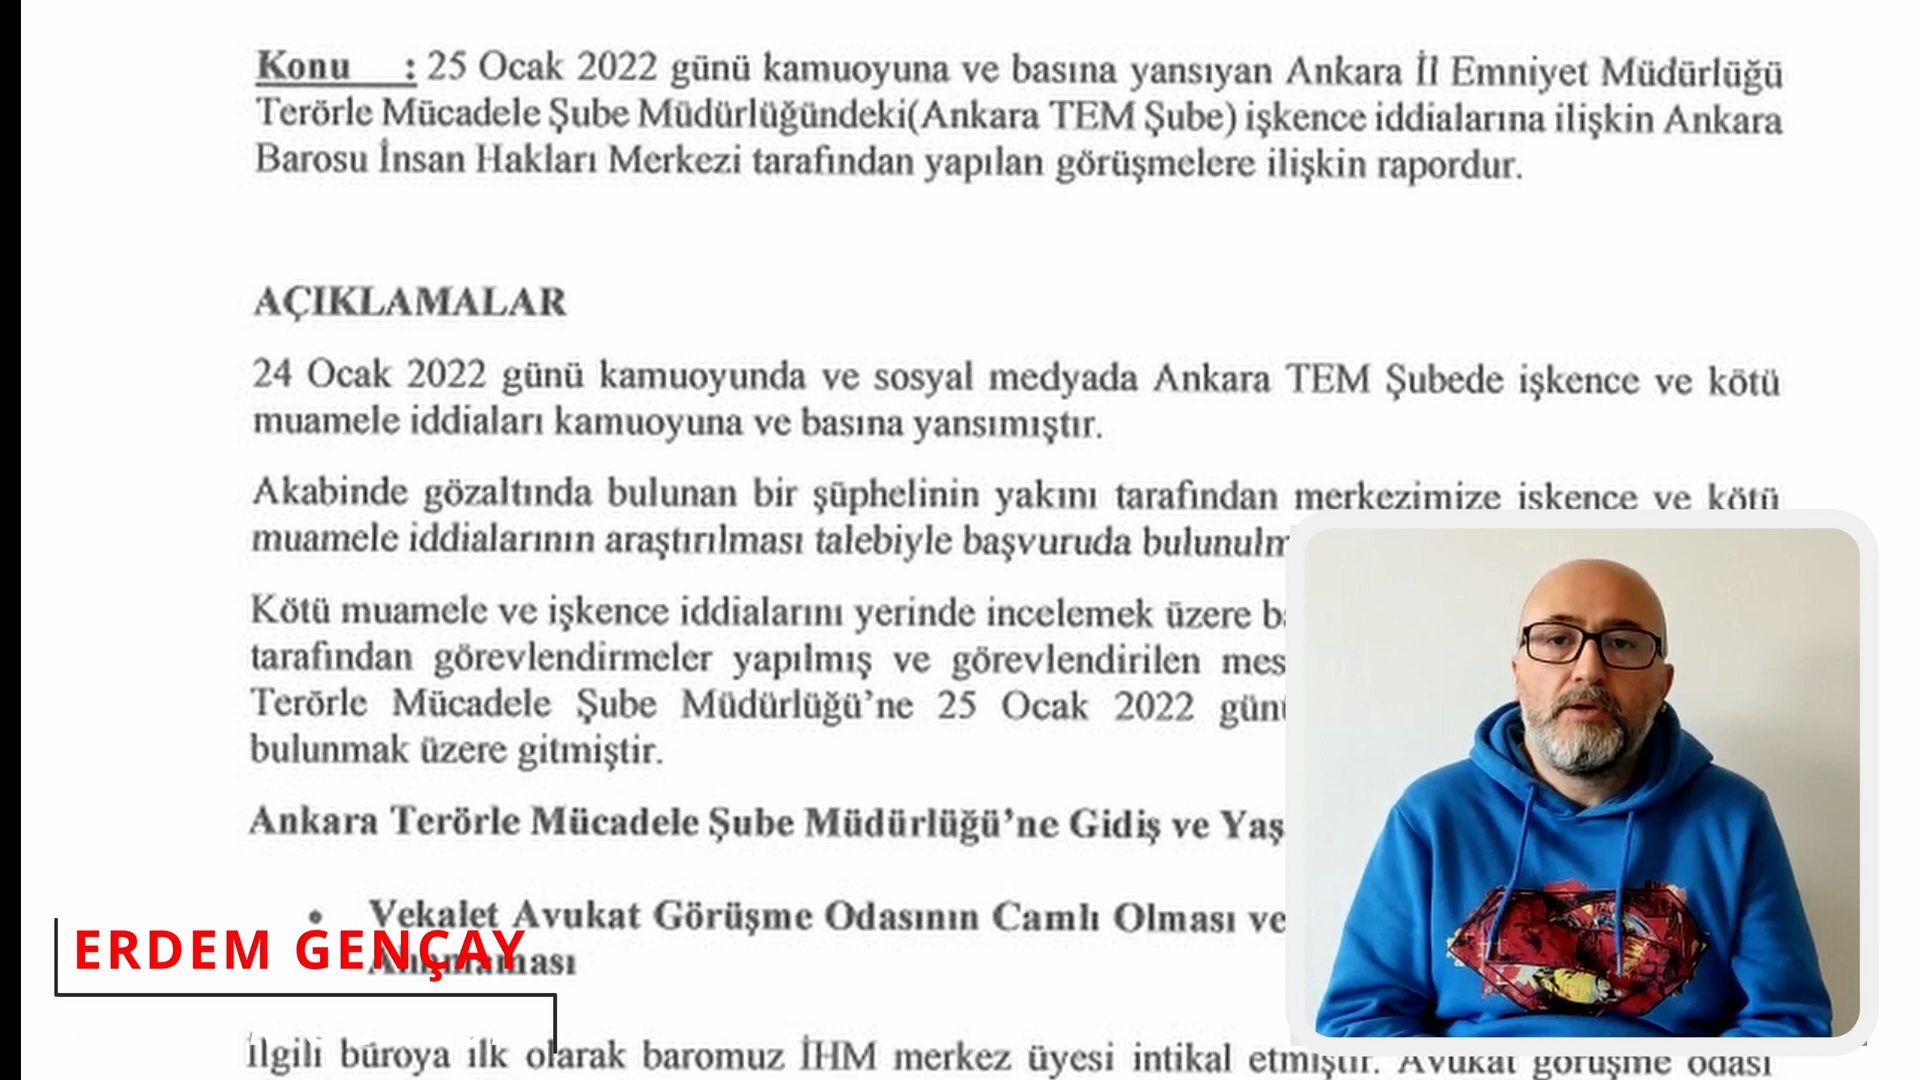 Konu : 25 Ocak 2022 günü kamuoyuna ve basına yansıyan Ankara İl Emniyet Müdürlüğü
Terörle Mücadele Şube Müdürlüğündeki(Ankara TEM Şube) işkence iddialarına ilişkin Ankara
Barosu İnsan Hakları Merkezi tarafından yapılan görüşmelere ilişkin rapordur.
AÇIKLAMALAR
24 Ocak 2022 günü kamuoyunda ve sosyal medyada Ankara TEM Şubede işkence ve kötü
muamele iddiaları kamuoyuna ve basına yansımıştır.
Akabinde gözaltında bulunan bir şüphelinin yakını tarafından merkezimize işkence ve kötü
muamele iddialarının araştırılması talebiyle başvuruda bulunulm
Kötü muamele ve işkence iddialarını yerinde incelemek üzere
tarafından görevlendirmeler yapılmış ve görevlendirilen mes
Terörle Mücadele Şube Müdürlüğü’ne 25 Ocak 2022
bulunmak üzere gitmiştir.
Ankara Terörle Mücadele Şube Müdürlüğü’ne Gidiş ve Yaş
• Vekalet Avukat Görüşme Odasının Camlı Olması ve
ERDEM GENÇAY
İlgili büroya ilk olarak baromuz İHM merkez üyesi intikal etmiştir. Avukat görüşme odası